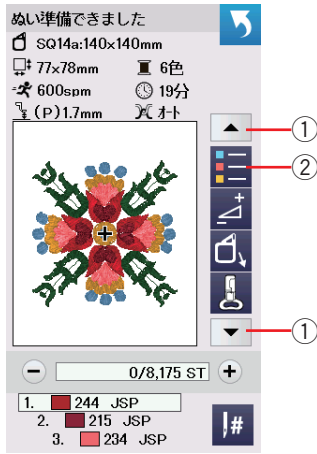 ぬい準備できました
SQ14a:140×140mm
77×78mm 6色
600spm 19分
(P)1.7mm オート
①
②
①
0/8,175 ST
1. 244 JSP
2. 215 JSP
3. 234 JSP
#